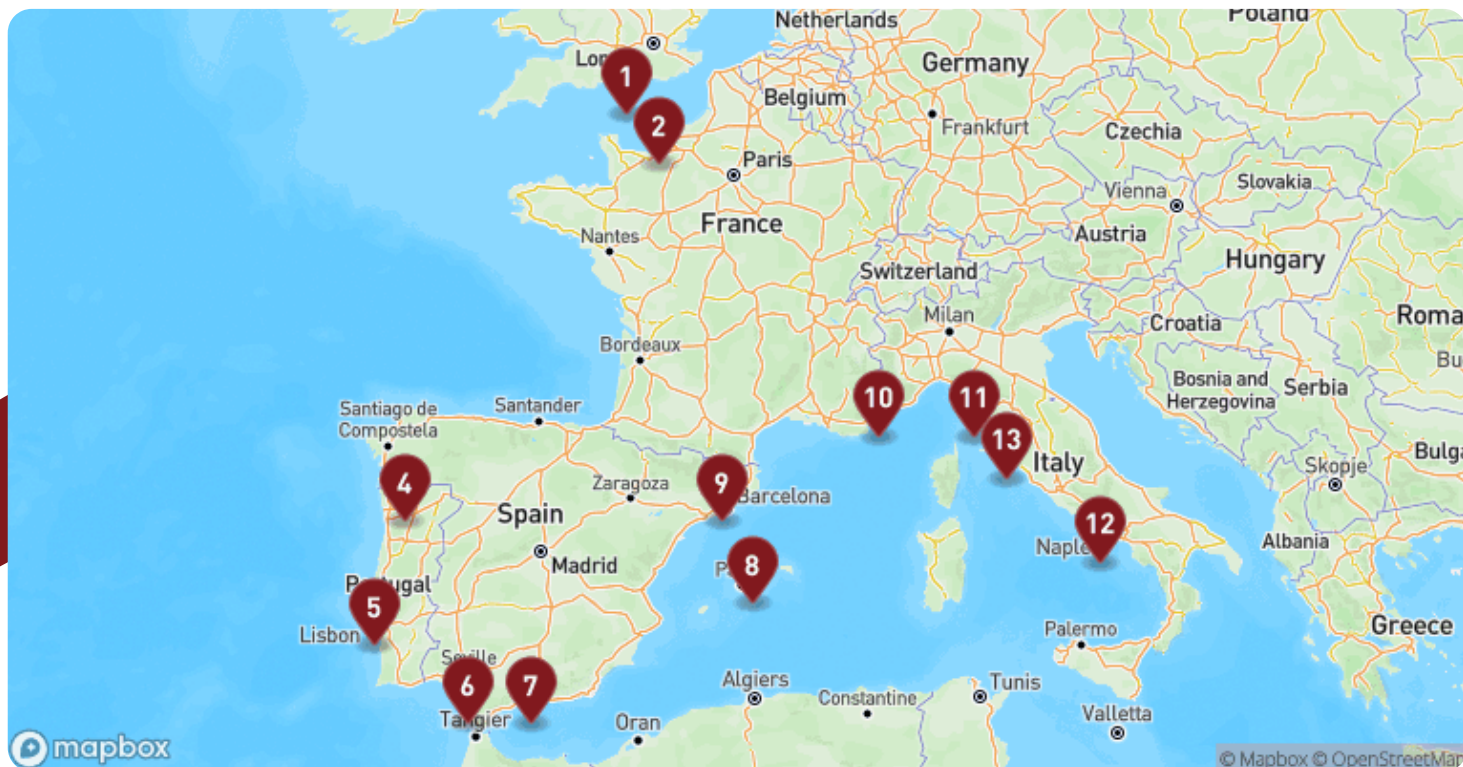 Netherlands
Poland
London
1
Germany
Belgium
2
Frankfurt
Czechia
Paris
Slovakia
Vienna
France
Austria
Nantes
Hungary
Switzerland
Milan
Roma
Croatia
Bordeaux
Bu
Bosnia and
Herzegovina
Serbia
10
11
Santiago de
Compostela
Santander
13
Italy
Bulga
Skopje
4
Zaragoza
9
Barcelona
Spain
12
Albania
Naple
Madrid
8
P
Portugal
5
Lisbon
Greece
Palermo
Seville
6
7
Algiers
Tunis
Constantine
Tangier
Oran
Valletta
mapbox
© Mapbox © OpenStreetMap